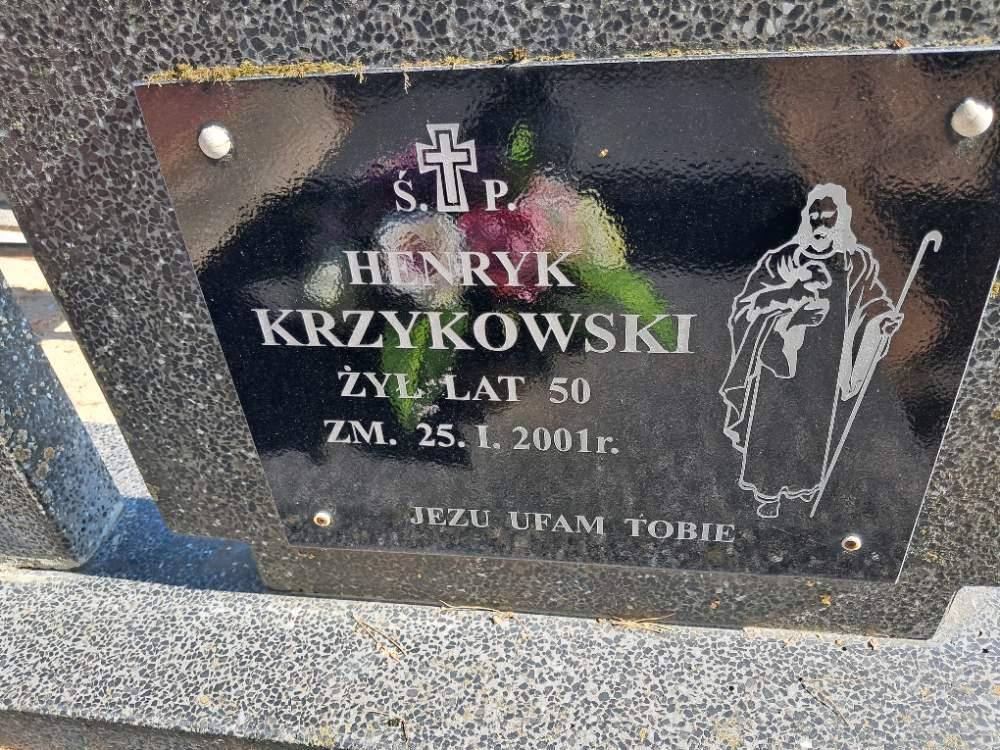 Ś. P.
HENRYK
KRZYKOWSKI
ŻYŁ LAT 50
ZM. 25. I. 2001r.
JEZU UFAM TOBIE